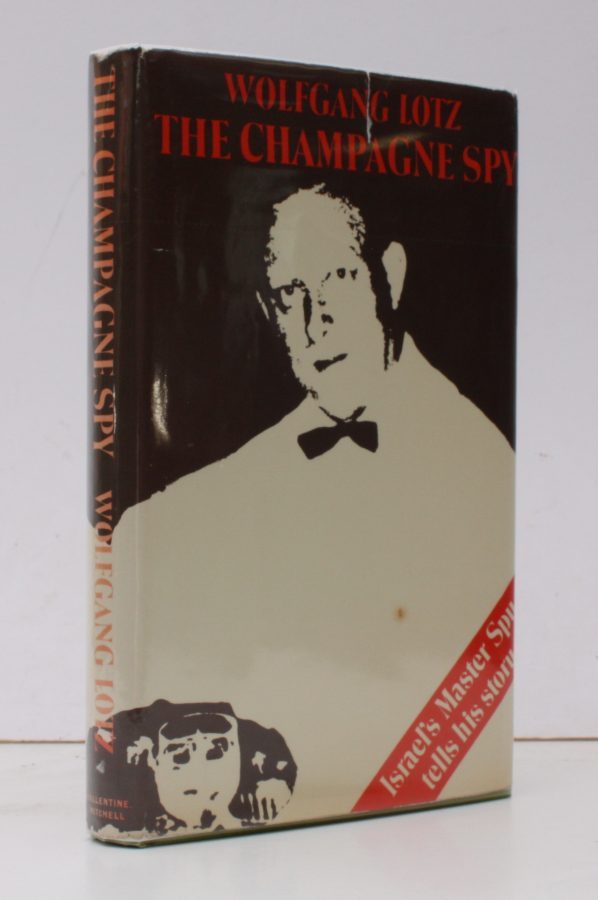 WOLFGANG LOTZ
THE CHAMPAGNE SPY
Israel's Master Spy
tells his story
THE CHAMPAGNE SPY WOLFGANG LOTZ
VALLENTINE
MITCHELL